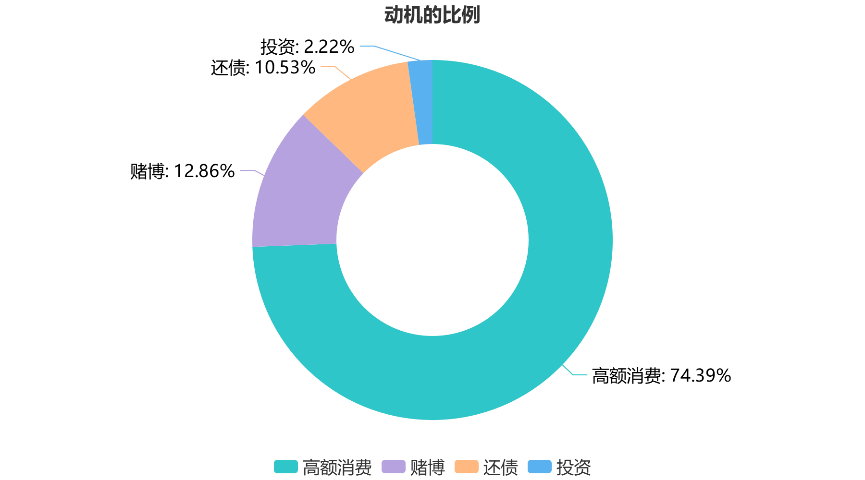 动机的比例
投资: 2.22%
还债: 10.53%
赌博: 12.86%
高额消费: 74.39%
高额消费 赌博 还债 投资